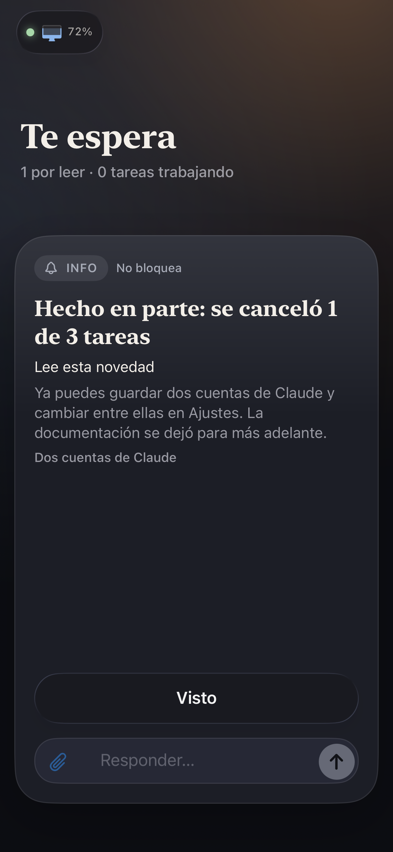 72%
Te espera
1 por leer · 0 tareas trabajando
INFO No bloquea
Hecho en parte: se canceló 1
de 3 tareas
Lee esta novedad
Ya puedes guardar dos cuentas de Claude y
cambiar entre ellas en Ajustes. La
documentación se dejó para más adelante.
Dos cuentas de Claude
Visto
Responder...